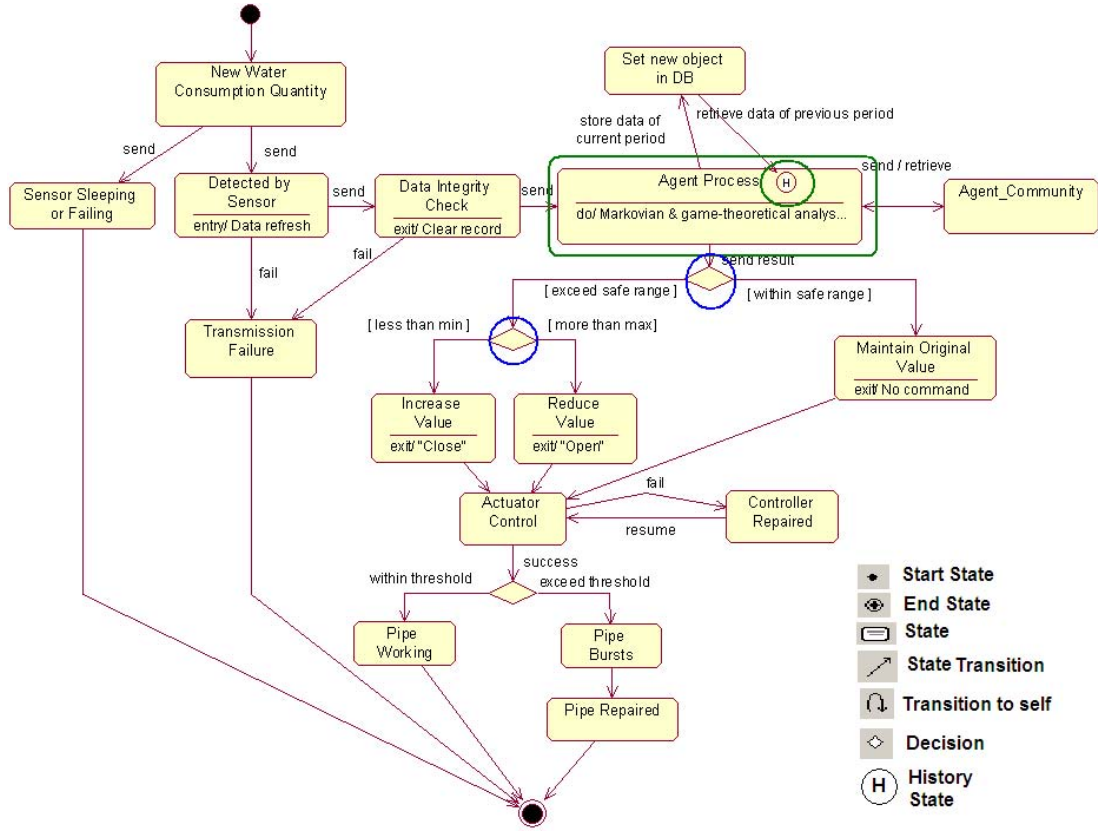 New Water
Consumption Quantity
Set new object
in DB
store data of
current period
retrieve data of previous period
send
send
Sensor Sleeping
or Failing
Detected by
Sensor
entry/ Data refresh
send
Data Integrity
Check
exit/ Clear record
send
Agent Process
H
do/ Markovian & game-theoretical analys...
send / retrieve
Agent_Community
fail
fail
send result
[ exceed safe range ]
[ within safe range ]
Transmission
Failure
[ less than min ]
[ more than max]
Maintain Original
Value
exit/ No command
Increase
Value
exit/ "Close"
Reduce
Value
exit/ "Open"
Actuator
Control
fail
resume
Controller
Repaired
success
within threshold
exceed threshold
Pipe
Working
Pipe
Bursts
Pipe Repaired
Start State
End State
State
State Transition
Transition to self
Decision
H
History
State